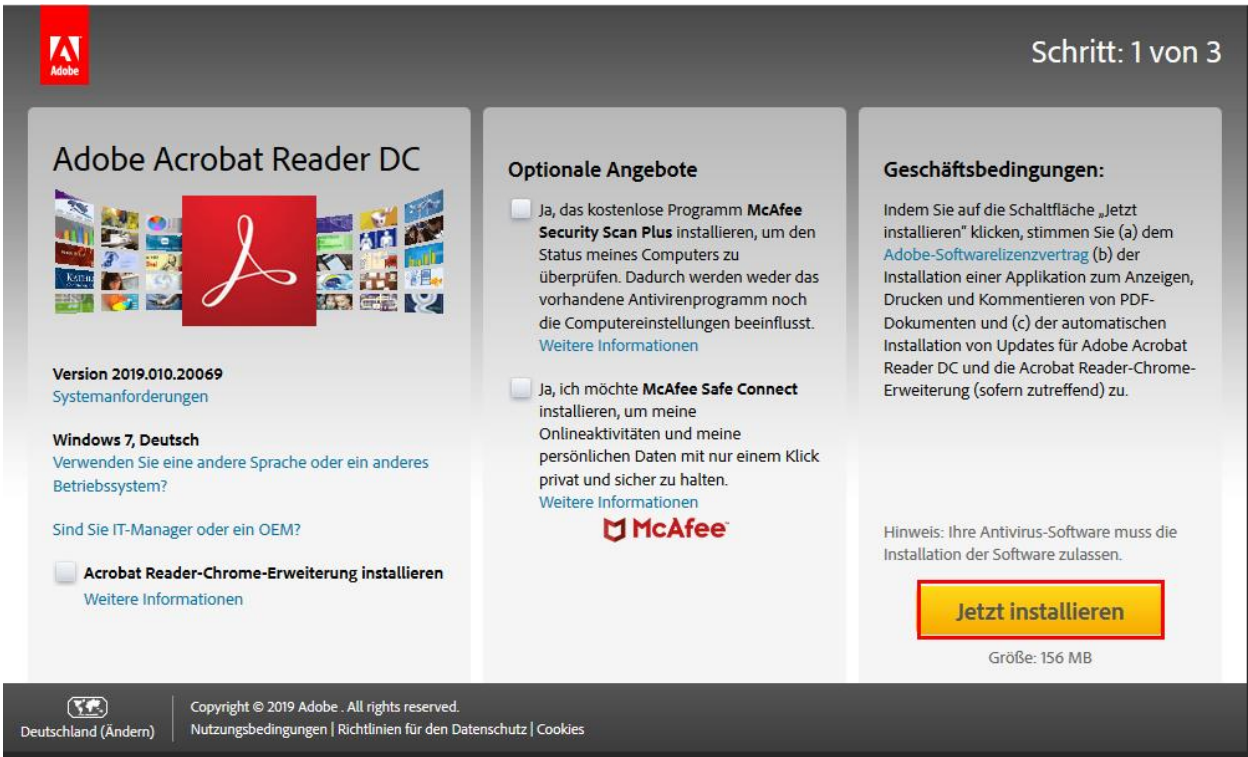 Adobe
Schritt: 1 von 3
Adobe Acrobat Reader DC
Version 2019.010.20069
Systemanforderungen
Windows 7, Deutsch
Verwenden Sie eine andere Sprache oder ein anderes
Betriebssystem?
Sind Sie IT-Manager oder ein OEM?
Acrobat Reader-Chrome-Erweiterung installieren
Weitere Informationen
Optionale Angebote
Ja, das kostenlose Programm McAfee
Security Scan Plus installieren, um den
Status meines Computers zu
überprüfen. Dadurch werden weder das
vorhandene Antivirenprogramm noch
die Computereinstellungen beeinflusst.
Weitere Informationen
Ja, ich möchte McAfee Safe Connect
installieren, um meine
Onlineaktivitäten und meine
persönlichen Daten mit nur einem Klick
privat und sicher zu halten.
Weitere Informationen
McAfee
Geschäftsbedingungen:
Indem Sie auf die Schaltfläche „Jetzt
installieren" klicken, stimmen Sie (a) dem
Adobe-Softwarelizenzvertrag (b) der
Installation einer Applikation zum Anzeigen,
Drucken und Kommentieren von PDF-
Dokumenten und (c) der automatischen
Installation von Updates für Adobe Acrobat
Reader DC und die Acrobat Reader-Chrome-
Erweiterung (sofern zutreffend) zu.
Hinweis: Ihre Antivirus-Software muss die
Installation der Software zulassen.
Jetzt installieren
Größe: 156 MB
Deutschland (Ändern)
Copyright © 2019 Adobe . All rights reserved.
Nutzungsbedingungen | Richtlinien für den Datenschutz | Cookies